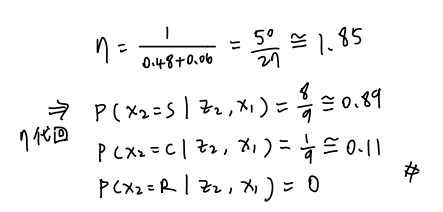 η = 1 / (0.48+0.06) = 50/27 ≅ 1.85
⇒ P(x₂=S | z₂, x₁) = 8/9 ≅ 0.89
η代回 P(x₂=C | z₂, x₁) = 1/9 ≅ 0.11
P(x₂=R | z₂, x₁) = 0 #